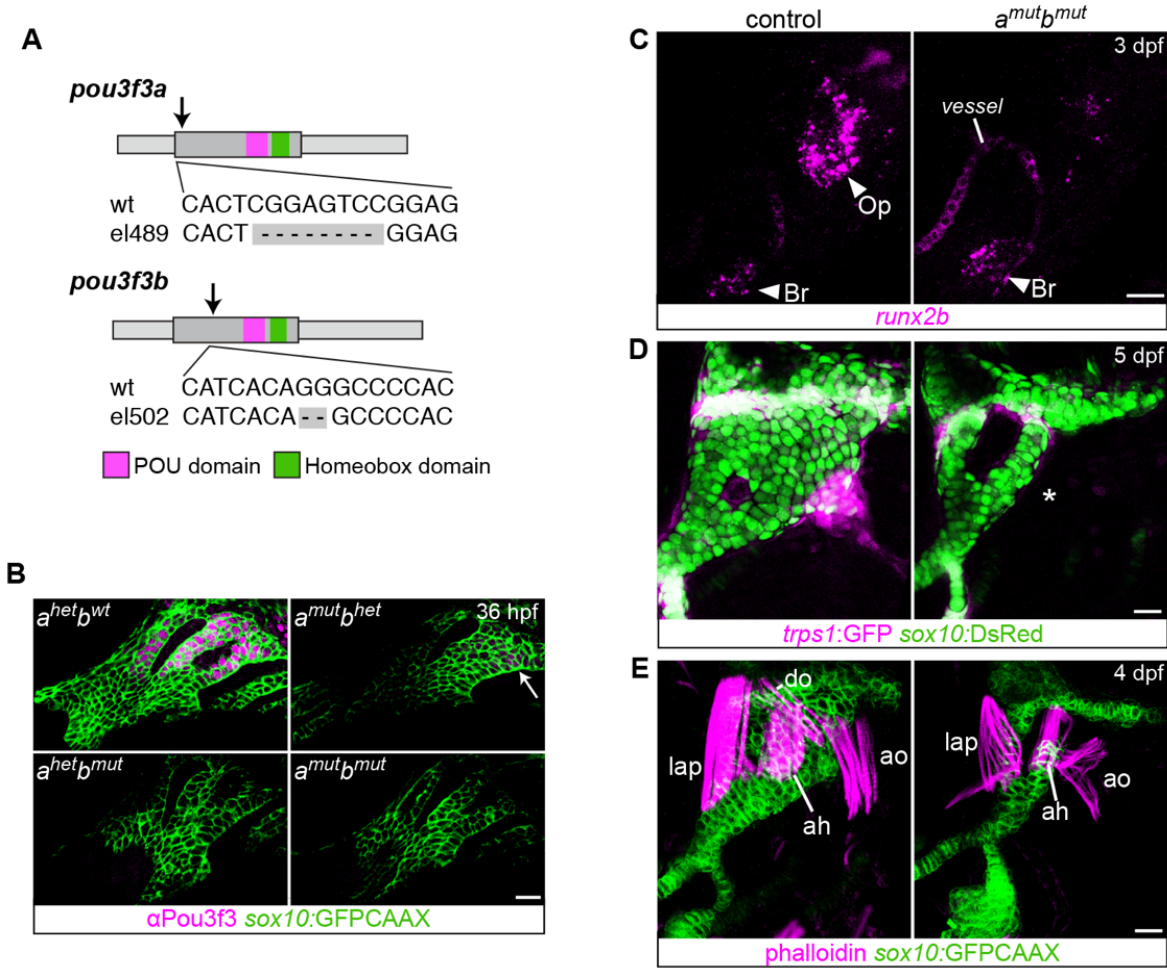 A
pou3f3a
wt CACTCGGAGTCCGGAG
el489 CACT -------- GGAG
pou3f3b
wt CATCACAGGGCCCCAC
el502 CATCACA -- GCCCCAC
POU domain Homeobox domain
B
a^het b^wt a^mut b^het 36 hpf
a^het b^mut a^mut b^mut
αPou3f3 sox10:GFPCAAX
control a^mut b^mut
C 3 dpf
vessel
Op
Br Br
runx2b
D 5 dpf
*
trps1:GFP sox10:DsRed
E 4 dpf
do
lap ao lap ao
ah ah
phalloidin sox10:GFPCAAX